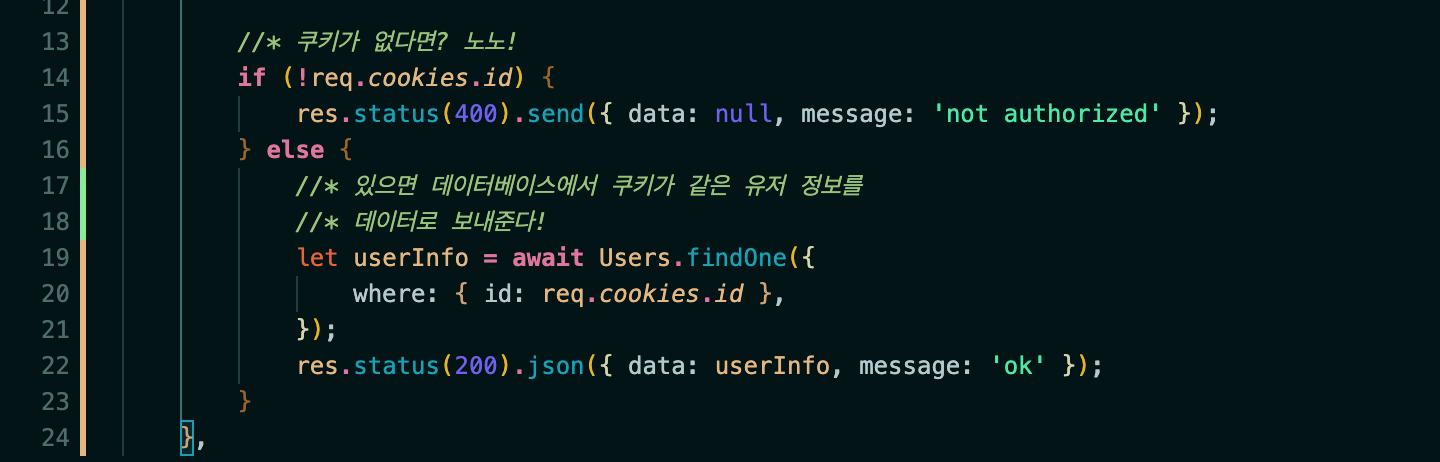 12
13 //* 쿠키가 없다면? 노노!
14 if (!req.cookies.id) {
15 res.status(400).send({ data: null, message: 'not authorized' });
16 } else {
17 //* 있으면 데이터베이스에서 쿠키가 같은 유저 정보를
18 //* 데이터로 보내준다!
19 let userInfo = await Users.findOne({
20 where: { id: req.cookies.id },
21 });
22 res.status(200).json({ data: userInfo, message: 'ok' });
23 }
24 },